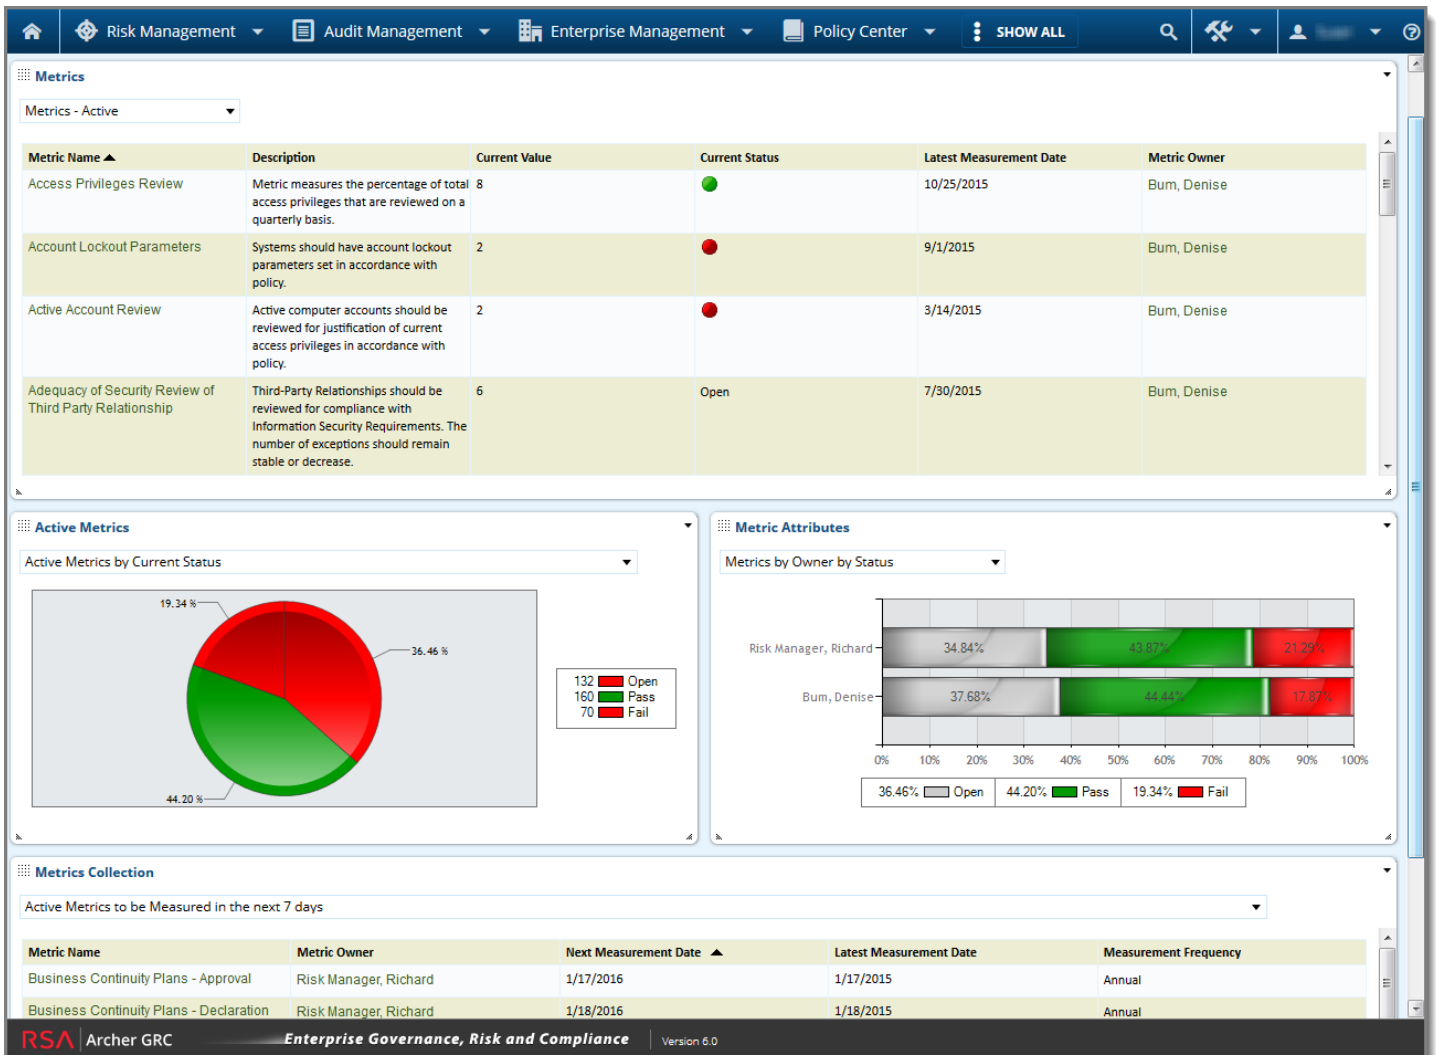 Risk Management
Audit Management
Enterprise Management
Policy Center
SHOW ALL
Metrics
Metrics - Active
Metric Name Description Current Value Current Status Latest Measurement Date Metric Owner
Access Privileges Review
Metric measures the percentage of total
access privileges that are reviewed on a
quarterly basis.
8
10/25/2015
Bum, Denise
Account Lockout Parameters
Systems should have account lockout
parameters set in accordance with
policy.
2
9/1/2015
Bum, Denise
Active Account Review
Active computer accounts should be
reviewed for justification of current
access privileges in accordance with
policy.
2
3/14/2015
Bum, Denise
Adequacy of Security Review of
Third Party Relationship
Third-Party Relationships should be
reviewed for compliance with
Information Security Requirements. The
number of exceptions should remain
stable or decrease.
6
Open
7/30/2015
Bum, Denise
Active Metrics
Active Metrics by Current Status
19.34 %
36.46 %
44.20 %
132 Open
160 Pass
70 Fail
Metric Attributes
Metrics by Owner by Status
Risk Manager, Richard 34.84% 43.87% 21.29%
Bum, Denise 37.68% 44.44% 17.87%
0% 10% 20% 30% 40% 50% 60% 70% 80% 90% 100%
36.46% Open 44.20% Pass 19.34% Fail
Metrics Collection
Active Metrics to be Measured in the next 7 days
Metric Name Metric Owner Next Measurement Date Latest Measurement Date Measurement Frequency
Business Continuity Plans - Approval Risk Manager, Richard 1/17/2016 1/17/2015 Annual
Business Continuity Plans - Declaration Risk Manager, Richard 1/18/2016 1/18/2015 Annual
RSA Archer GRC Enterprise Governance, Risk and Compliance Version 6.0